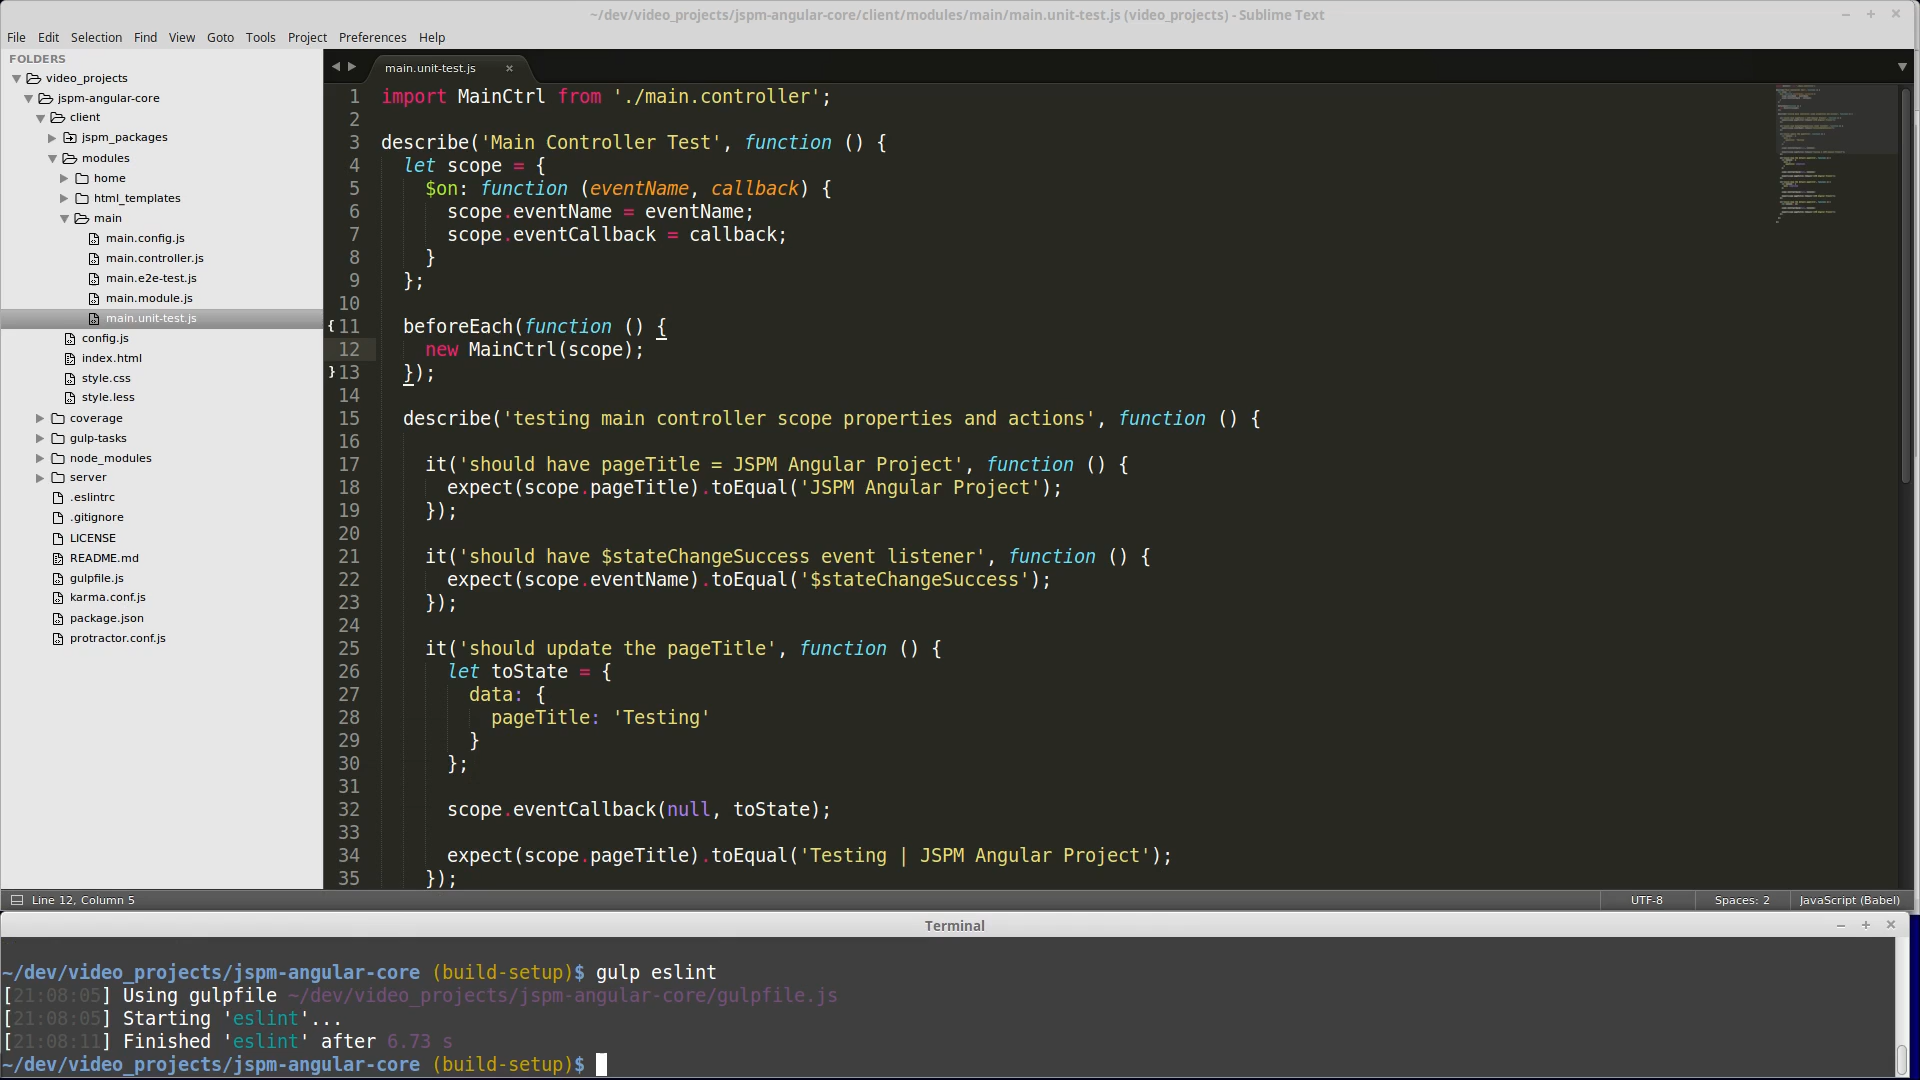 ~/dev/video_projects/jspm-angular-core/client/modules/main/main.unit-test.js (video_projects) - Sublime Text
File Edit Selection Find View Goto Tools Project Preferences Help
FOLDERS
video_projects
jspm-angular-core
client
jspm_packages
modules
home
html_templates
main
main.config.js
main.controller.js
main.e2e-test.js
main.module.js
main.unit-test.js
config.js
index.html
style.css
style.less
coverage
gulp-tasks
node_modules
server
.eslintrc
.gitignore
LICENSE
README.md
gulpfile.js
karma.conf.js
package.json
protractor.conf.js
main.unit-test.js
1 import MainCtrl from './main.controller';
2
3 describe('Main Controller Test', function () {
4 let scope = {
5 $on: function (eventName, callback) {
6 scope.eventName = eventName;
7 scope.eventCallback = callback;
8 }
9 };
10
11 beforeEach(function () {
12 new MainCtrl(scope);
13 });
14
15 describe('testing main controller scope properties and actions', function () {
16
17 it('should have pageTitle = JSPM Angular Project', function () {
18 expect(scope.pageTitle).toEqual('JSPM Angular Project');
19 });
20
21 it('should have $stateChangeSuccess event listener', function () {
22 expect(scope.eventName).toEqual('$stateChangeSuccess');
23 });
24
25 it('should update the pageTitle', function () {
26 let toState = {
27 data: {
28 pageTitle: 'Testing'
29 }
30 };
31
32 scope.eventCallback(null, toState);
33
34 expect(scope.pageTitle).toEqual('Testing | JSPM Angular Project');
35 });
Line 12, Column 5 UTF-8 Spaces: 2 JavaScript (Babel)
Terminal
~/dev/video_projects/jspm-angular-core (build-setup)$ gulp eslint
[21:08:05] Using gulpfile ~/dev/video_projects/jspm-angular-core/gulpfile.js
[21:08:05] Starting 'eslint'...
[21:08:11] Finished 'eslint' after 6.73 s
~/dev/video_projects/jspm-angular-core (build-setup)$